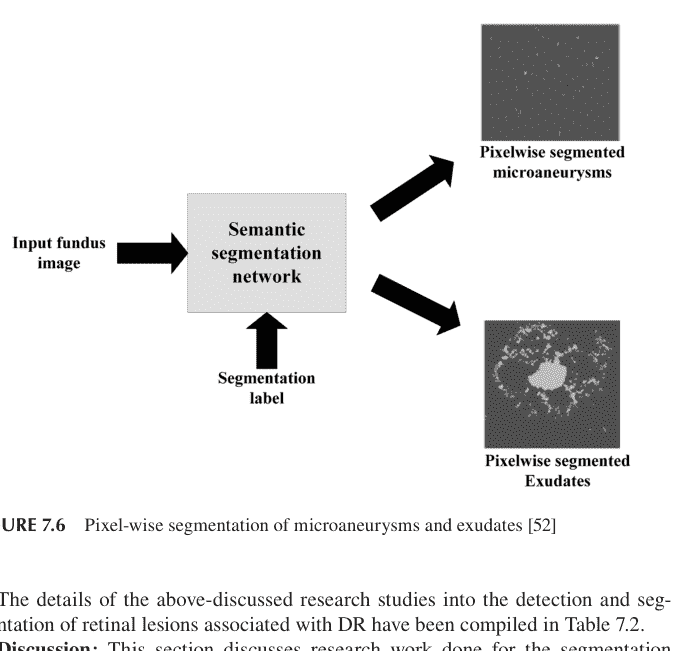 Pixelwise segmented
microaneurysms
Semantic
segmentation
network
Input fundus
image
Segmentation
label
Pixelwise segmented
Exudates
URE 7.6 Pixel-wise segmentation of microaneurysms and exudates [52]
The details of the above-discussed research studies into the detection and seg-
ntation of retinal lesions associated with DR have been compiled in Table 7.2.
Discussion: This section discusses research work done for the segmentation